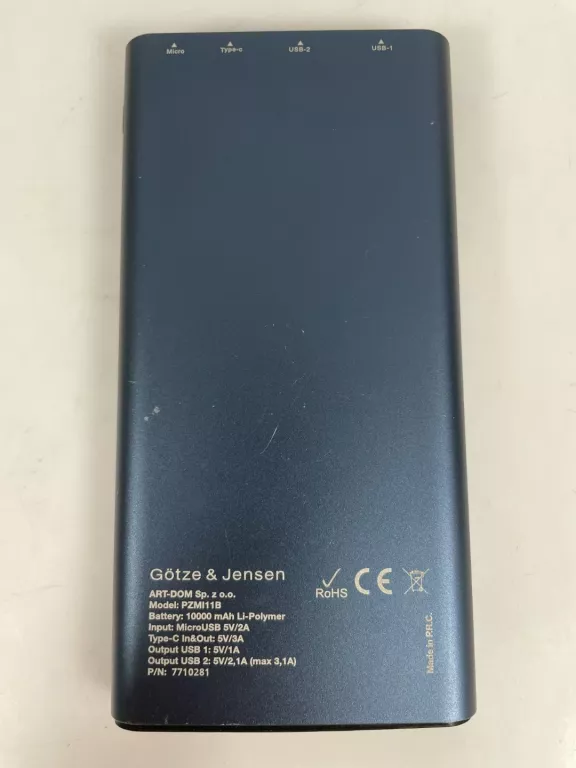 Micro Type-c USB-2 USB-1
Götze & Jensen
ART-DOM Sp. z o.o.
Model: PZMI11B
Battery: 10000 mAh Li-Polymer
Input: MicroUSB 5V/2A
Type-C In&Out: 5V/3A
Output USB 1: 5V/1A
Output USB 2: 5V/2,1A (max 3,1A)
P/N: 7710281
RoHS CE
Made in P.R.C.